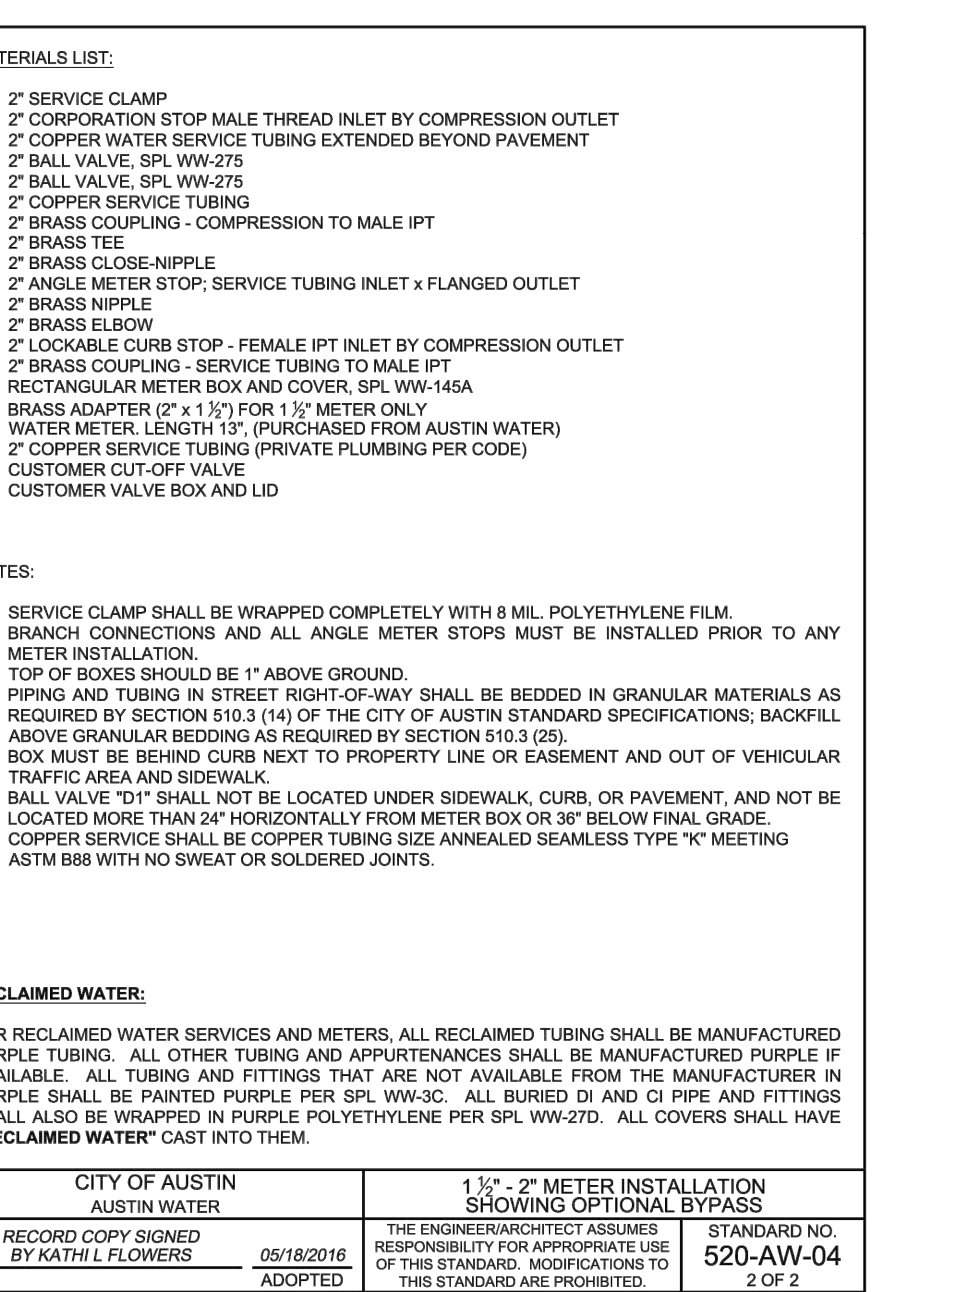 TERIALS LIST:
2" SERVICE CLAMP
2" CORPORATION STOP MALE THREAD INLET BY COMPRESSION OUTLET
2" COPPER WATER SERVICE TUBING EXTENDED BEYOND PAVEMENT
2" BALL VALVE, SPL WW-275
2" BALL VALVE, SPL WW-275
2" COPPER SERVICE TUBING
2" BRASS COUPLING - COMPRESSION TO MALE IPT
2" BRASS TEE
2" BRASS CLOSE-NIPPLE
2" ANGLE METER STOP; SERVICE TUBING INLET x FLANGED OUTLET
2" BRASS NIPPLE
2" BRASS ELBOW
2" LOCKABLE CURB STOP - FEMALE IPT INLET BY COMPRESSION OUTLET
2" BRASS COUPLING - SERVICE TUBING TO MALE IPT
RECTANGULAR METER BOX AND COVER, SPL WW-145A
BRASS ADAPTER (2" x 1 ½") FOR 1 ½" METER ONLY
WATER METER. LENGTH 13", (PURCHASED FROM AUSTIN WATER)
2" COPPER SERVICE TUBING (PRIVATE PLUMBING PER CODE)
CUSTOMER CUT-OFF VALVE
CUSTOMER VALVE BOX AND LID
TES:
SERVICE CLAMP SHALL BE WRAPPED COMPLETELY WITH 8 MIL. POLYETHYLENE FILM.
BRANCH CONNECTIONS AND ALL ANGLE METER STOPS MUST BE INSTALLED PRIOR TO ANY
METER INSTALLATION.
TOP OF BOXES SHOULD BE 1" ABOVE GROUND.
PIPING AND TUBING IN STREET RIGHT-OF-WAY SHALL BE BEDDED IN GRANULAR MATERIALS AS
REQUIRED BY SECTION 510.3 (14) OF THE CITY OF AUSTIN STANDARD SPECIFICATIONS; BACKFILL
ABOVE GRANULAR BEDDING AS REQUIRED BY SECTION 510.3 (25).
BOX MUST BE BEHIND CURB NEXT TO PROPERTY LINE OR EASEMENT AND OUT OF VEHICULAR
TRAFFIC AREA AND SIDEWALK.
BALL VALVE "D1" SHALL NOT BE LOCATED UNDER SIDEWALK, CURB, OR PAVEMENT, AND NOT BE
LOCATED MORE THAN 24" HORIZONTALLY FROM METER BOX OR 36" BELOW FINAL GRADE.
COPPER SERVICE SHALL BE COPPER TUBING SIZE ANNEALED SEAMLESS TYPE "K" MEETING
ASTM B88 WITH NO SWEAT OR SOLDERED JOINTS.
CLAIMED WATER:
R RECLAIMED WATER SERVICES AND METERS, ALL RECLAIMED TUBING SHALL BE MANUFACTURED
RPLE TUBING. ALL OTHER TUBING AND APPURTENANCES SHALL BE MANUFACTURED PURPLE IF
AILABLE. ALL TUBING AND FITTINGS THAT ARE NOT AVAILABLE FROM THE MANUFACTURER IN
RPLE SHALL BE PAINTED PURPLE PER SPL WW-3C. ALL BURIED DI AND CI PIPE AND FITTINGS
ALL ALSO BE WRAPPED IN PURPLE POLYETHYLENE PER SPL WW-27D. ALL COVERS SHALL HAVE
ECLAIMED WATER" CAST INTO THEM.
CITY OF AUSTIN
AUSTIN WATER
1 ½" - 2" METER INSTALLATION
SHOWING OPTIONAL BYPASS
RECORD COPY SIGNED
BY KATHI L FLOWERS
05/18/2016
ADOPTED
THE ENGINEER/ARCHITECT ASSUMES
RESPONSIBILITY FOR APPROPRIATE USE
OF THIS STANDARD. MODIFICATIONS TO
THIS STANDARD ARE PROHIBITED.
STANDARD NO.
520-AW-04
2 OF 2